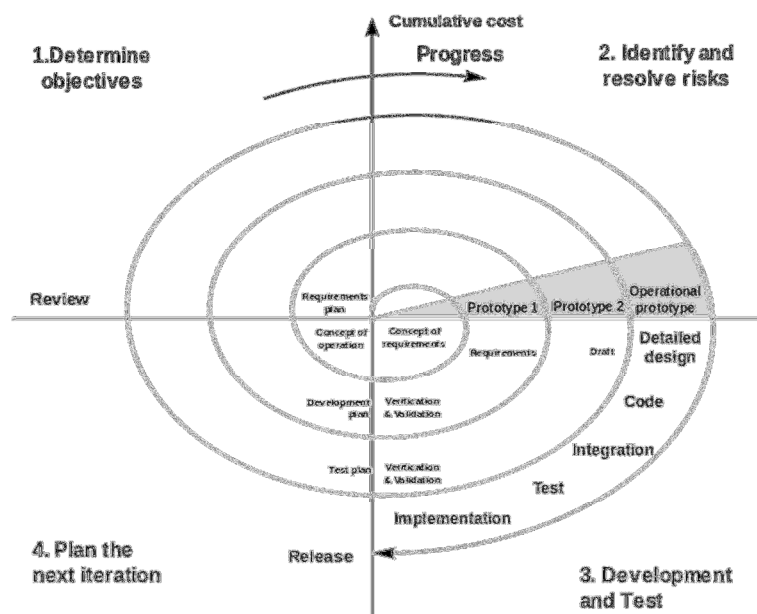 Cumulative cost
1.Determine
objectives
Progress
2. Identify and
resolve risks
Review
Requirements
plan
Prototype 1
Prototype 2
Operational
prototype
Concept of
operation
Concept of
requirements
Requirements
Draft
Detailed
design
Development
plan
Verification
& Validation
Code
Test plan
Verification
& Validation
Integration
Test
Implementation
4. Plan the
next iteration
Release
3. Development
and Test